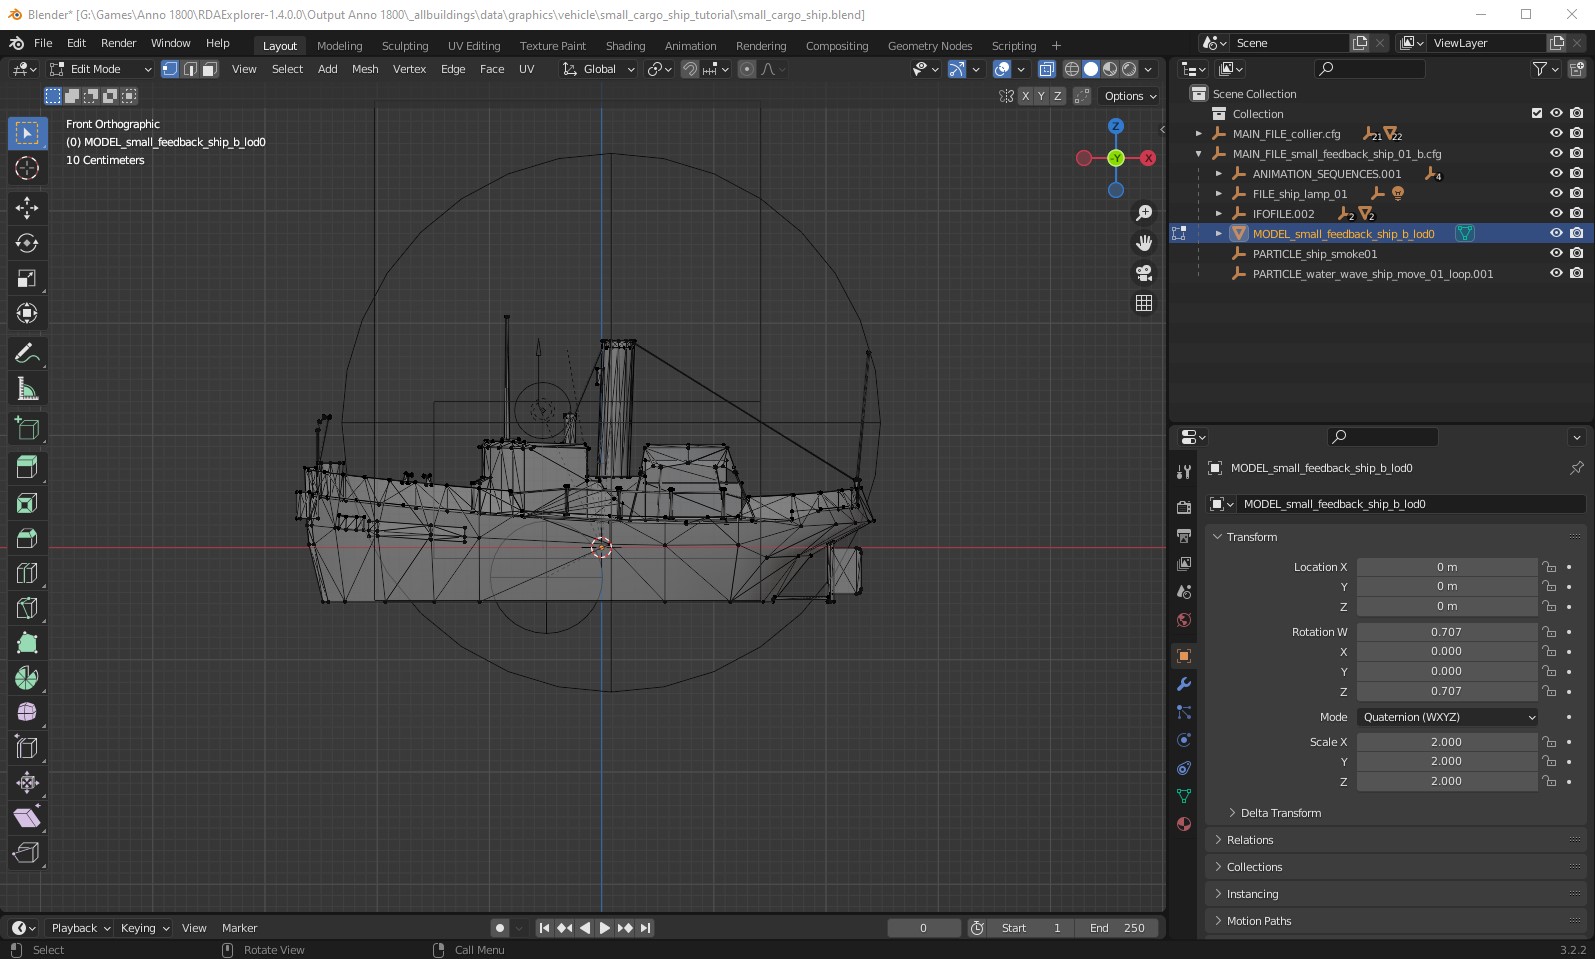 Blender* [G:\Games\Anno 1800\RDAExplorer-1.4.0.0\Output Anno 1800\_allbuildings\data\graphics\vehicle\small_cargo_ship_tutorial\small_cargo_ship.blend]
File Edit Render Window Help Layout Modeling Sculpting UV Editing Texture Paint Shading Animation Rendering Compositing Geometry Nodes Scripting + Scene ViewLayer
Edit Mode View Select Add Mesh Vertex Edge Face UV Global
X Y Z Options
Front Orthographic
(0) MODEL_small_feedback_ship_b_lod0
10 Centimeters
Z
-Y X
Scene Collection
Collection
MAIN_FILE_collier.cfg 21 22
MAIN_FILE_small_feedback_ship_01_b.cfg
ANIMATION_SEQUENCES.001 4
FILE_ship_lamp_01
IFOFILE.002 2 2
MODEL_small_feedback_ship_b_lod0
PARTICLE_ship_smoke01
PARTICLE_water_wave_ship_move_01_loop.001
MODEL_small_feedback_ship_b_lod0
MODEL_small_feedback_ship_b_lod0
Transform
Location X 0 m
Y 0 m
Z 0 m
Rotation W 0.707
X 0.000
Y 0.000
Z 0.707
Mode Quaternion (WXYZ)
Scale X 2.000
Y 2.000
Z 2.000
Delta Transform
Relations
Collections
Instancing
Motion Paths
Playback Keying View Marker 0 Start 1 End 250
Select Rotate View Call Menu 3.2.2